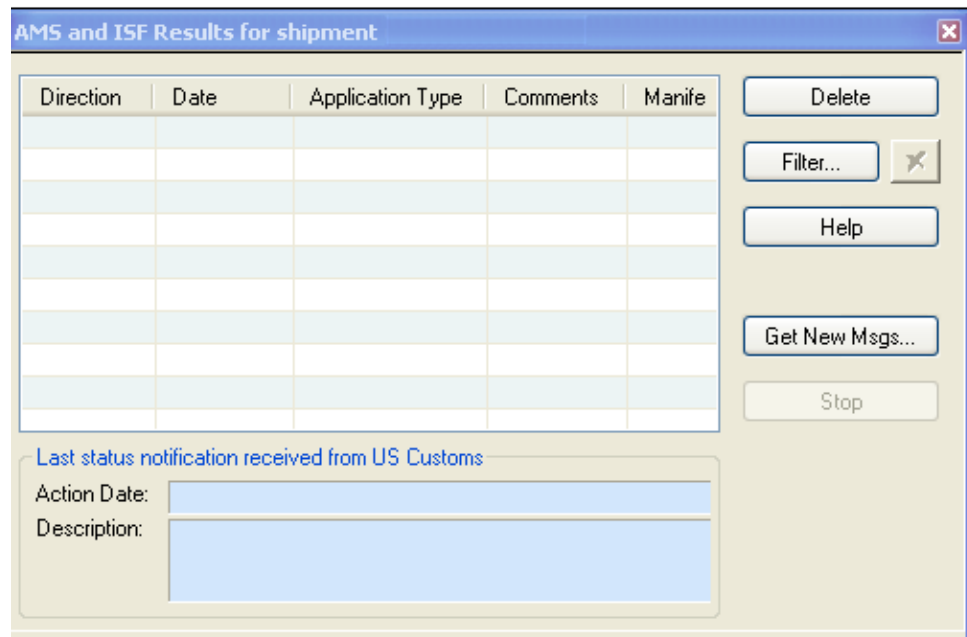 AMS and ISF Results for shipment
Direction Date Application Type Comments Manife
Delete
Filter...
Help
Get New Msgs...
Stop
Last status notification received from US Customs
Action Date:
Description: